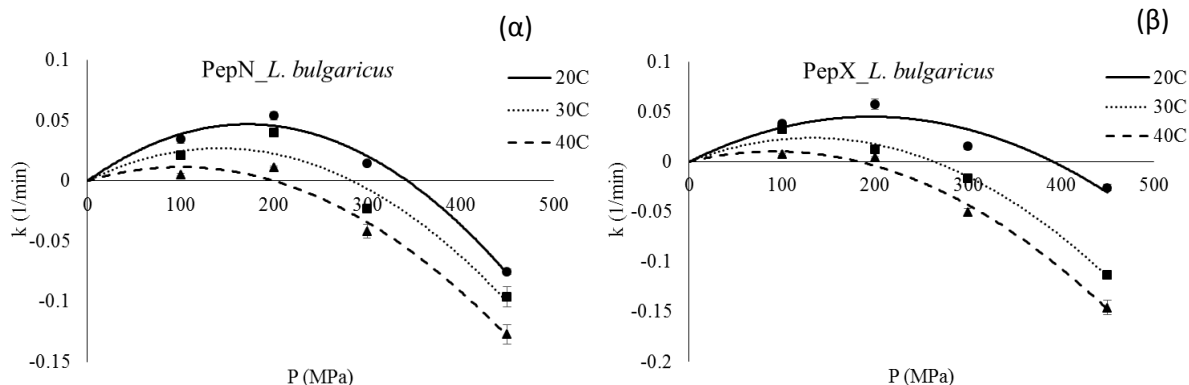 (α)
PepN_L. bulgaricus
0.1
0.05
0
-0.05
-0.1
-0.15
0
100
200
300
400
500
k (1/min)
P (MPa)
20C
30C
40C
(β)
PepX_L. bulgaricus
0.1
0.05
0
-0.05
-0.1
-0.15
-0.2
0
100
200
300
400
500
k (1/min)
P (MPa)
20C
30C
40C